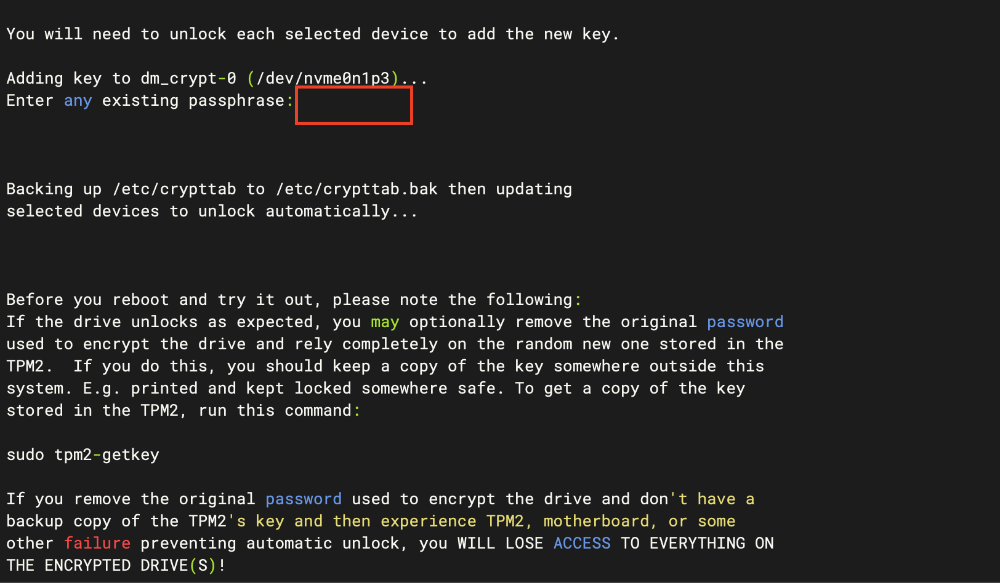 You will need to unlock each selected device to add the new key.
Adding key to dm_crypt-0 (/dev/nvme0n1p3)...
Enter any existing passphrase:
Backing up /etc/crypttab to /etc/crypttab.bak then updating
selected devices to unlock automatically...
Before you reboot and try it out, please note the following:
If the drive unlocks as expected, you may optionally remove the original password
used to encrypt the drive and rely completely on the random new one stored in the
TPM2.  If you do this, you should keep a copy of the key somewhere outside this
system. E.g. printed and kept locked somewhere safe. To get a copy of the key
stored in the TPM2, run this command:
sudo tpm2-getkey
If you remove the original password used to encrypt the drive and don't have a
backup copy of the TPM2's key and then experience TPM2, motherboard, or some
other failure preventing automatic unlock, you WILL LOSE ACCESS TO EVERYTHING ON
THE ENCRYPTED DRIVE(S)!